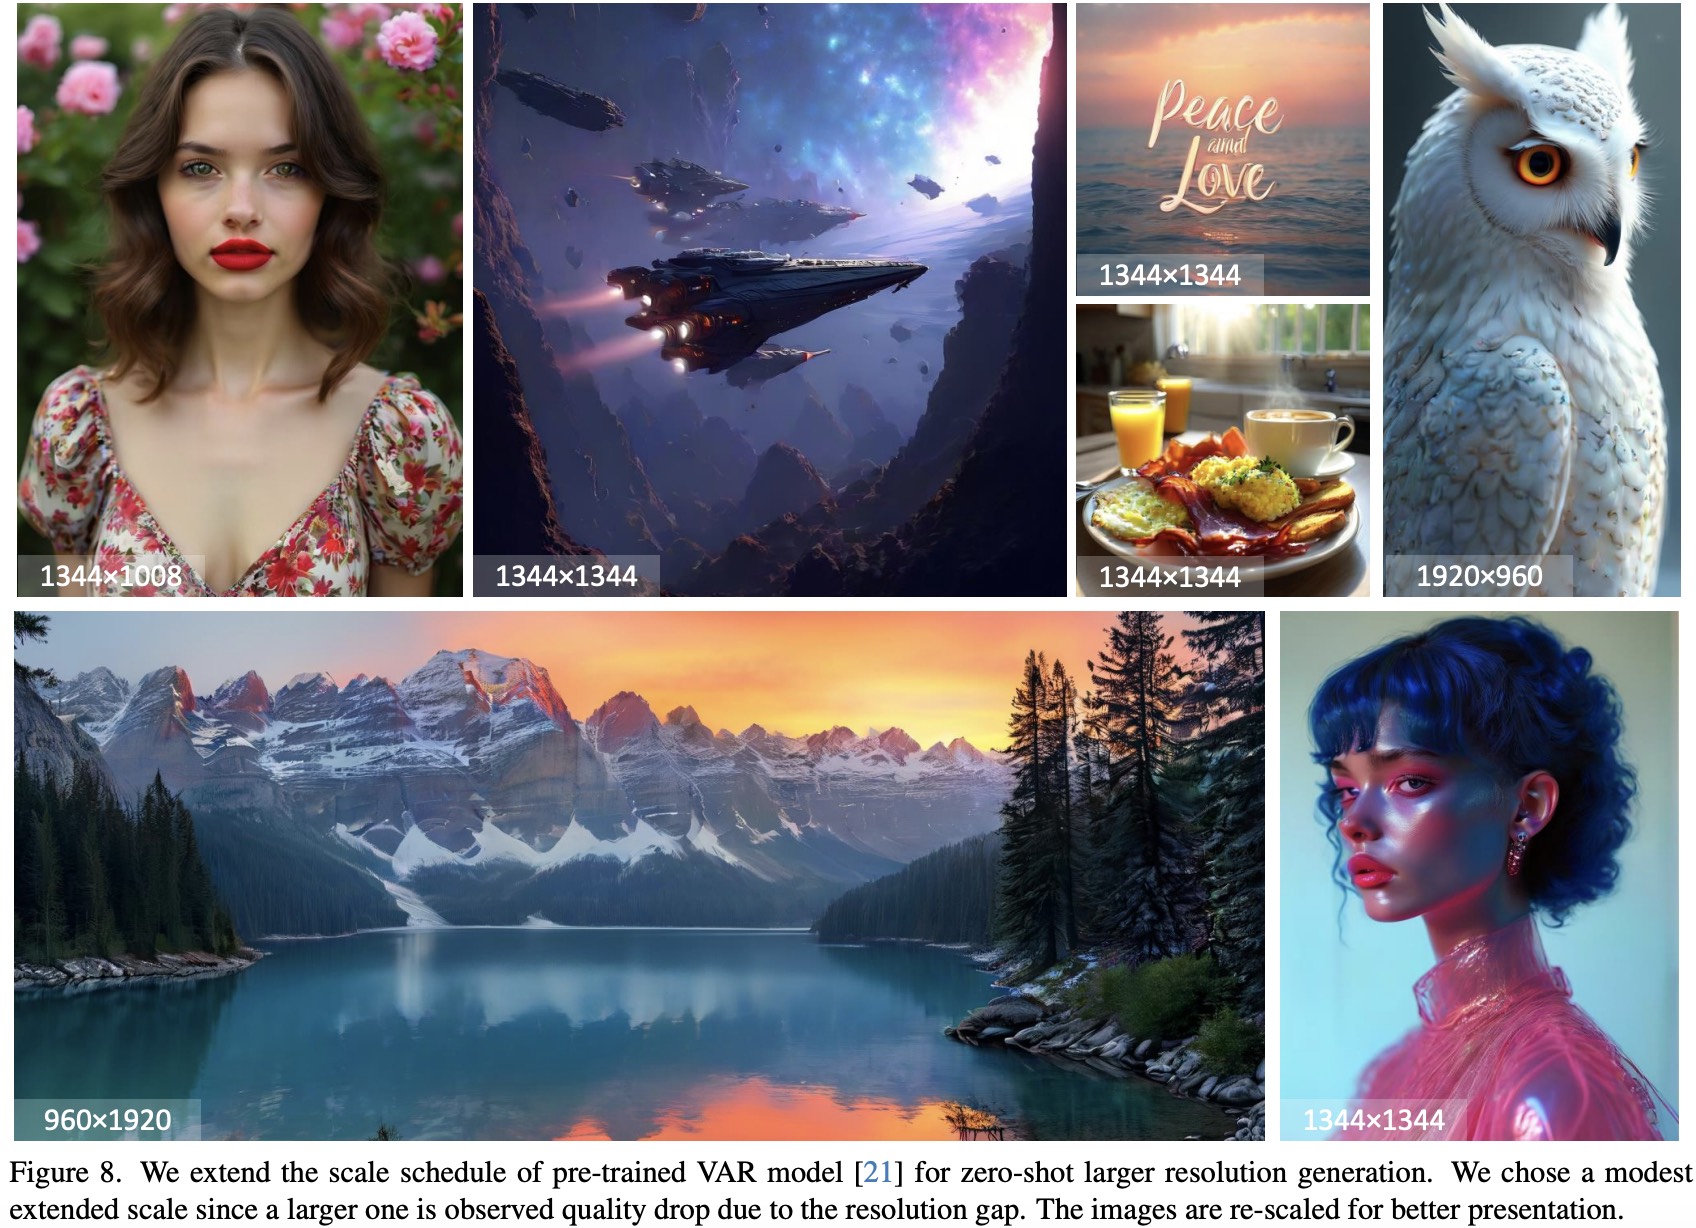 Peace
and
Love
1344×1008
1344×1344
1344×1344
1344×1344
1920×960
960×1920
1344×1344
Figure 8. We extend the scale schedule of pre-trained VAR model [21] for zero-shot larger resolution generation. We chose a modest
extended scale since a larger one is observed quality drop due to the resolution gap. The images are re-scaled for better presentation.